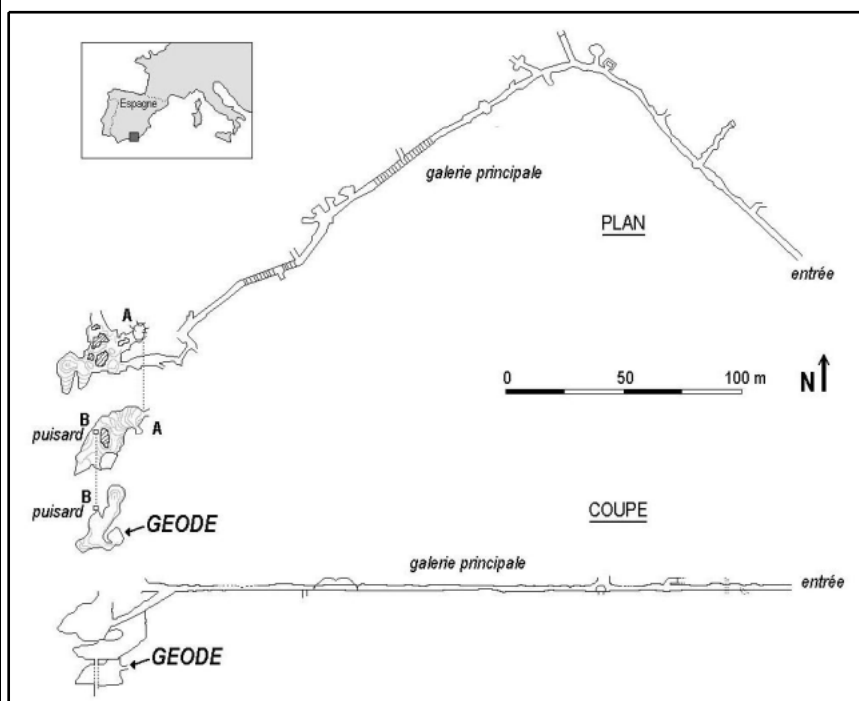 Espagne
galerie principale
PLAN
entrée
A
0 50 100 m
N
B
puisard
A
B
puisard
GEODE
COUPE
galerie principale
entrée
GEODE